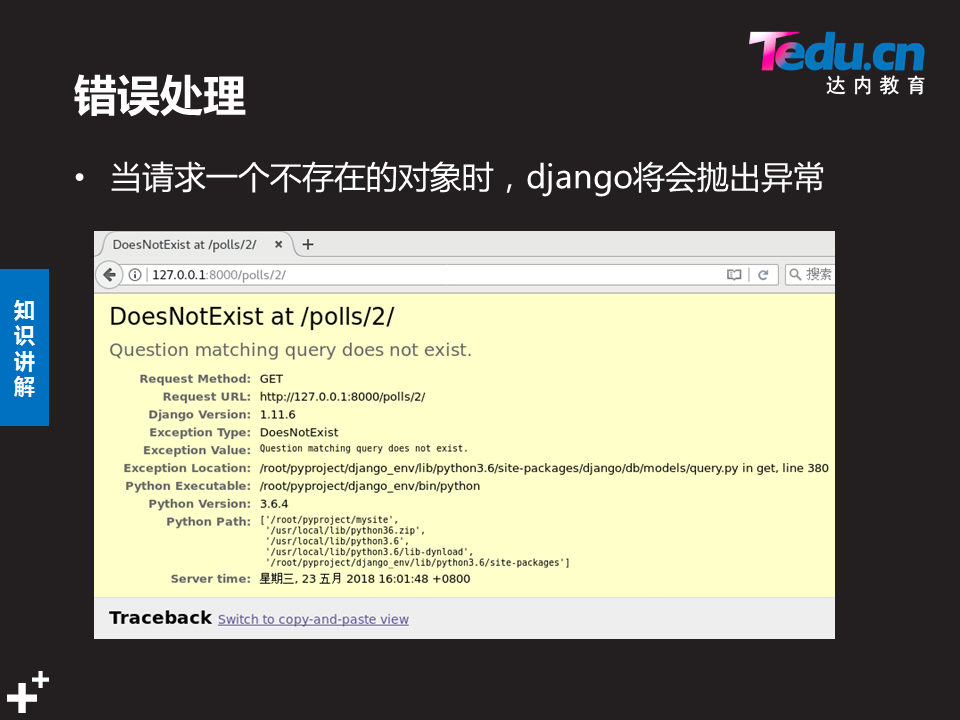 Tedu.cn
达内教育
错误处理
• 当请求一个不存在的对象时，django将会抛出异常
知识讲解
DoesNotExist at /polls/2/ × +
127.0.0.1:8000/polls/2/ 搜索
DoesNotExist at /polls/2/
Question matching query does not exist.
Request Method: GET
Request URL: http://127.0.0.1:8000/polls/2/
Django Version: 1.11.6
Exception Type: DoesNotExist
Exception Value: Question matching query does not exist.
Exception Location: /root/pyproject/django_env/lib/python3.6/site-packages/django/db/models/query.py in get, line 380
Python Executable: /root/pyproject/django_env/bin/python
Python Version: 3.6.4
Python Path: ['/root/pyproject/mysite',
'/usr/local/lib/python36.zip',
'/usr/local/lib/python3.6',
'/usr/local/lib/python3.6/lib-dynload',
'/root/pyproject/django_env/lib/python3.6/site-packages']
Server time: 星期三, 23 五月 2018 16:01:48 +0800
Traceback Switch to copy-and-paste view